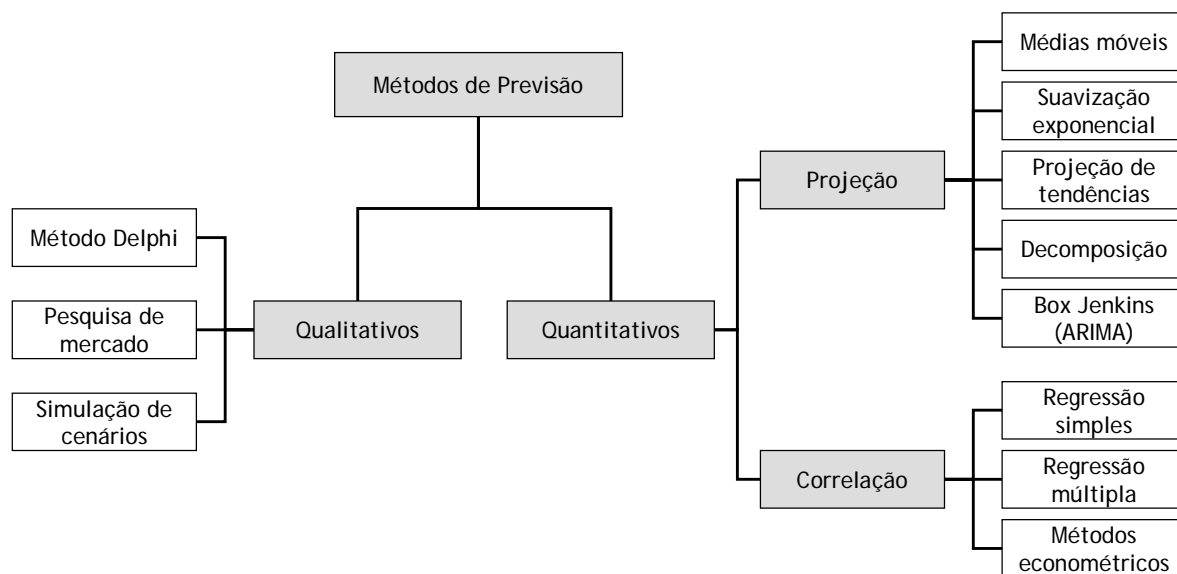 Métodos de Previsão
Qualitativos
Método Delphi
Pesquisa de
mercado
Simulação de
cenários
Quantitativos
Projeção
Médias móveis
Suavização
exponencial
Projeção de
tendências
Decomposição
Box Jenkins
(ARIMA)
Correlação
Regressão
simples
Regressão
múltipla
Métodos
econométricos